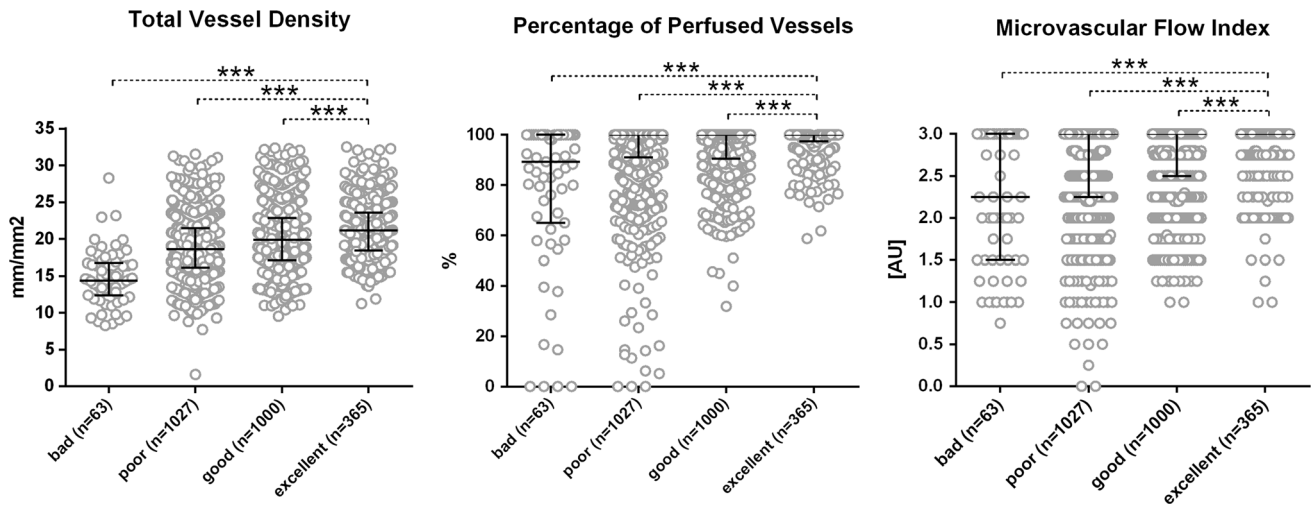 Total Vessel Density
***
***
***
35
30
25
20
15
10
5
0
mm/mm2
bad (n=63)
poor (n=1027)
good (n=1000)
excellent (n=365)
Percentage of Perfused Vessels
***
***
***
100
80
60
40
20
0
%
bad (n=63)
poor (n=1027)
good (n=1000)
excellent (n=365)
Microvascular Flow Index
***
***
***
3.0
2.5
2.0
1.5
1.0
0.5
0.0
[AU]
bad (n=63)
poor (n=1027)
good (n=1000)
excellent (n=365)